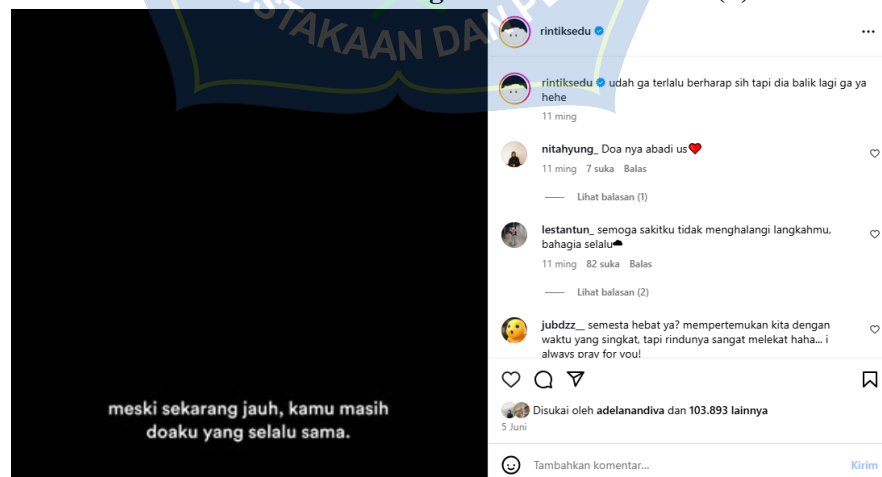 USTAKAAN DAN PE
rintiksedu
rintiksedu udah ga terlalu berharap sih tapi dia balik lagi ga ya
hehe
11 ming
nitahyung_ Doa nya abadi us❤️
11 ming 7 suka Balas
Lihat balasan (1)
lestantun_ semoga sakitku tidak menghalangi langkahmu,
bahagia selalu☁
11 ming 82 suka Balas
Lihat balasan (2)
jubdzz__ semesta hebat ya? mempertemukan kita dengan
waktu yang singkat, tapi rindunya sangat melekat haha... i
always pray for you!
meski sekarang jauh, kamu masih
doaku yang selalu sama.
Disukai oleh adelanandiva dan 103.893 lainnya
5 Juni
Tambahkan komentar...
Kirim